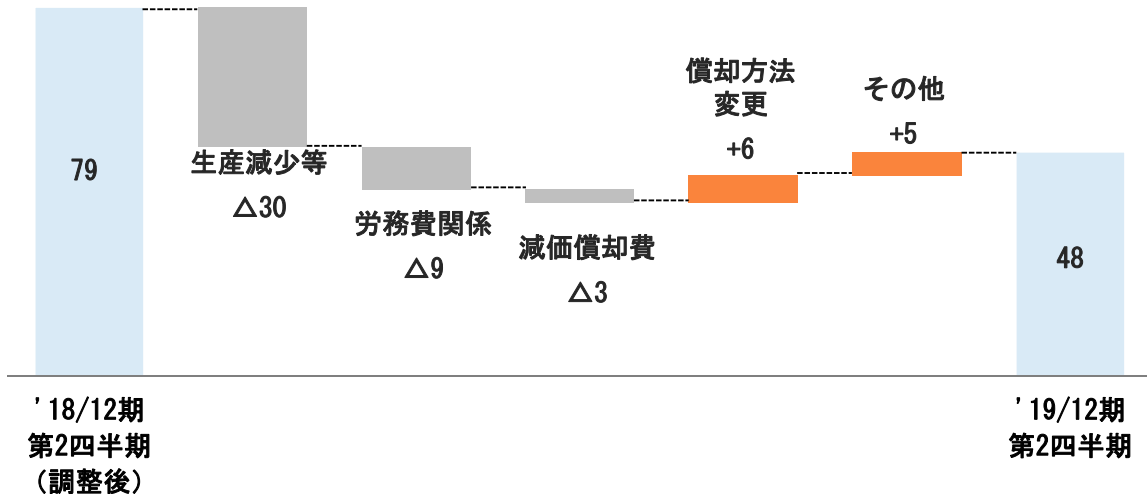 79
生産減少等
△30
労務費関係
△9
減価償却費
△3
償却方法
変更
+6
その他
+5
48
'18/12期
第2四半期
(調整後)
'19/12期
第2四半期